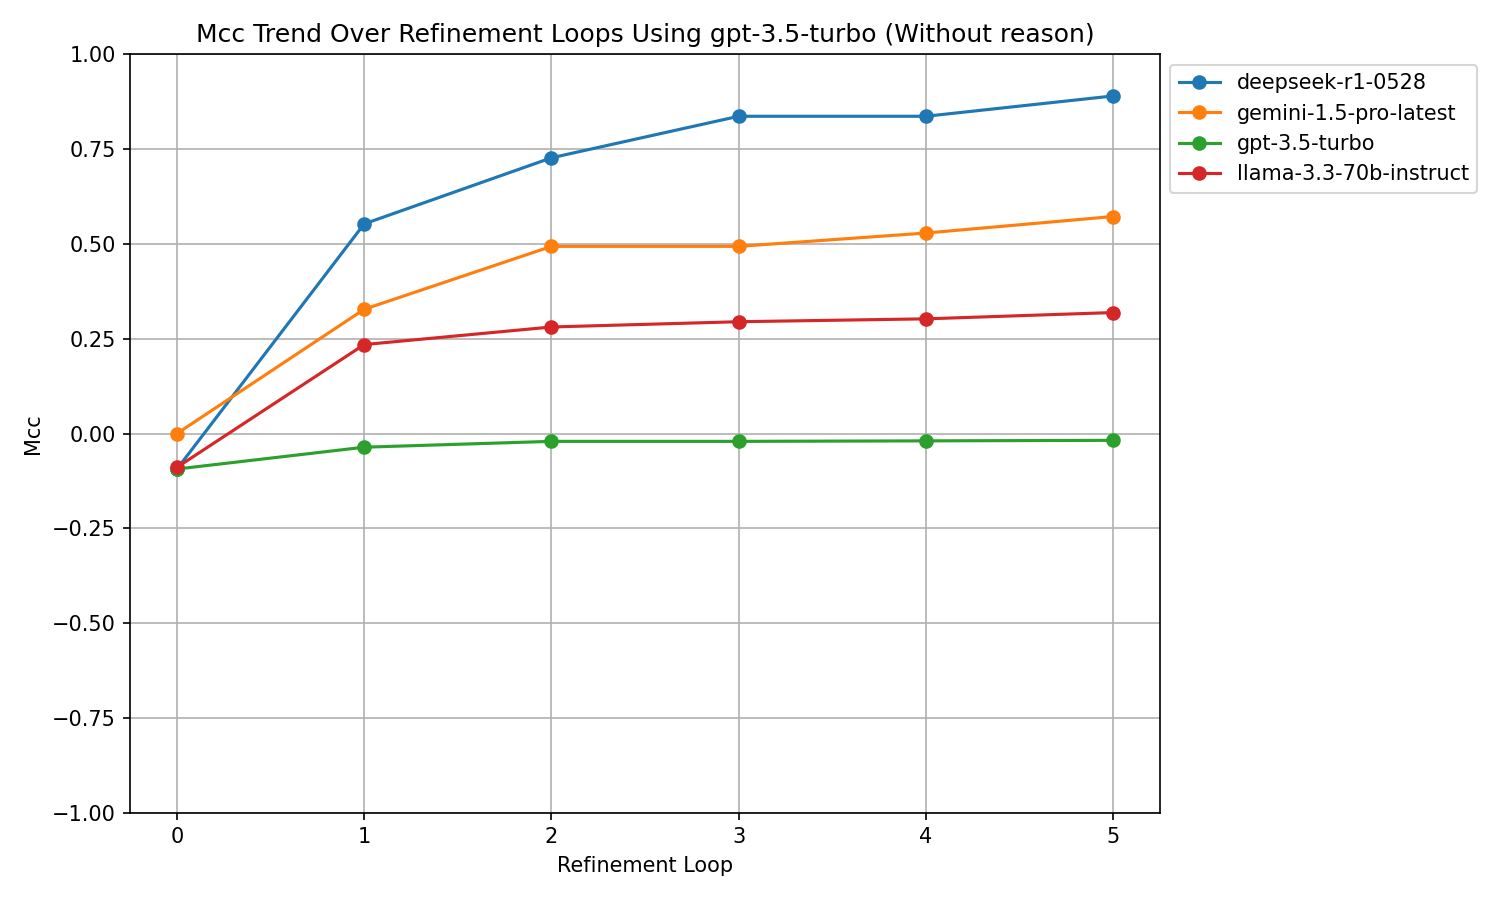 Mcc Trend Over Refinement Loops Using gpt-3.5-turbo (Without reason)
deepseek-r1-0528
gemini-1.5-pro-latest
gpt-3.5-turbo
llama-3.3-70b-instruct
Mcc
1.00
0.75
0.50
0.25
0.00
−0.25
−0.50
−0.75
−1.00
0 1 2 3 4 5
Refinement Loop